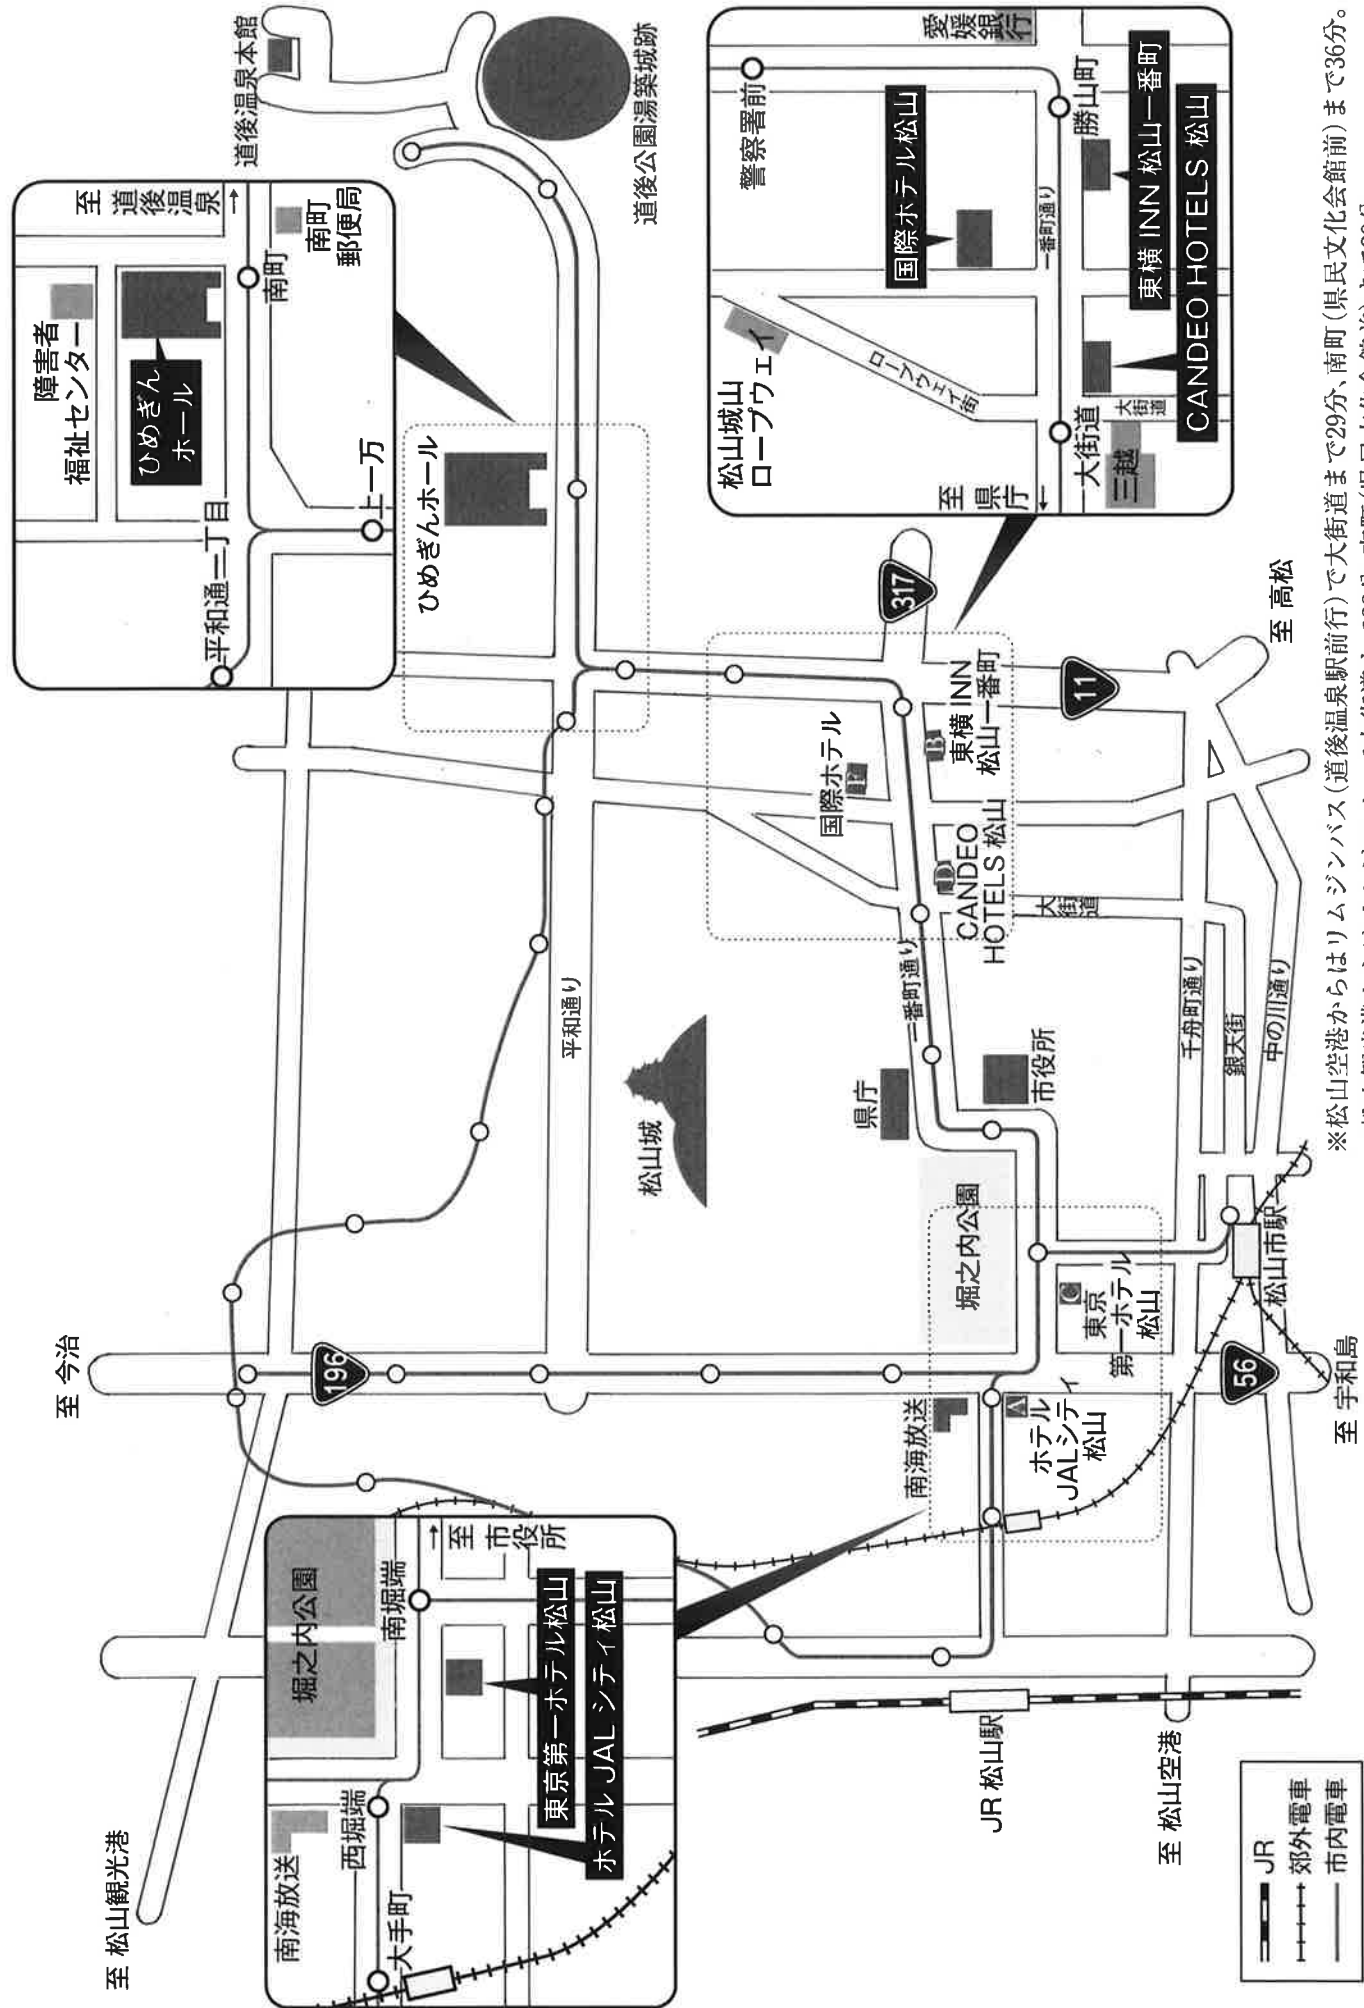 道後温泉本館
道後公園湯築城跡
至 道後温泉
→
南町
南町
郵便局
障害者
福祉センター
ひめぎん
ホール
平和通一丁目
上一万
ひめぎんホール
愛媛銀行
警察署前
勝山町
東横 INN 松山一番町
CANDEO HOTELS 松山
国際ホテル松山
一番町通り
松山城山
ロープウェイ
ロープウェイ街
大街道
大街道
三越
至県庁
←
317
11
至 高松
国際ホテル
E
B
東横 INN
松山一番町
D
CANDEO
HOTELS 松山
大街道
一番町通り
平和通り
千舟町通り
銀天街
中の川通り
松山城
県庁
市役所
堀之内公園
C
東京
第一ホテル
松山
松山市駅
至 今治
196
56
至 宇和島
南海放送
A
ホテル
JALシティ
松山
堀之内公園
南堀端
→
至市役所
東京第一ホテル松山
ホテル JAL シティ松山
南海放送
西堀端
大手町
JR 松山駅
至 松山空港
至 松山観光港
JR
郊外電車
市内電車
※松山空港からはリムジンバス(道後温泉駅前行)で大街道まで29分、南町(県民文化会館前)まで36分。